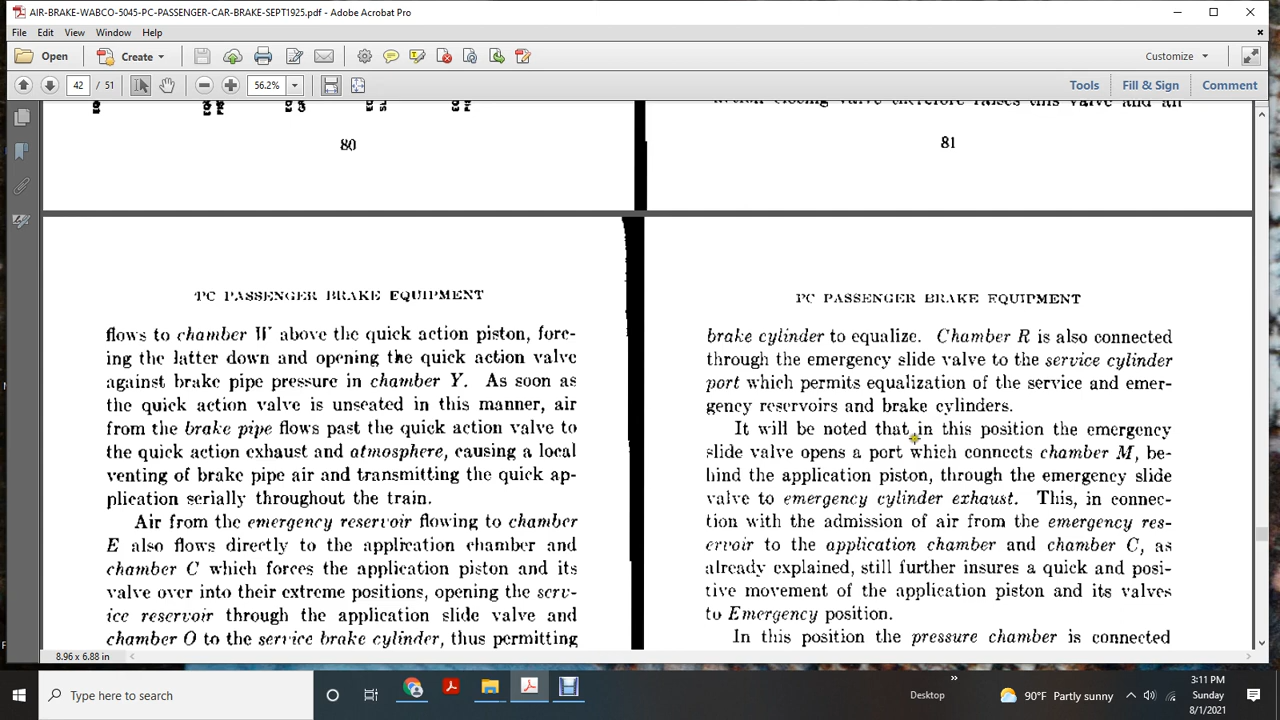 AIR-BRAKE-WABCO-5045-PC-PASSENGER-CAR-BRAKE-SEPT1925.pdf - Adobe Acrobat Pro
File Edit View Window Help
Open Create Customize
42 / 51 56.2% Tools Fill & Sign Comment
80
81
PC PASSENGER BRAKE EQUIPMENT
flows to chamber W above the quick action piston, forc-
ing the latter down and opening the quick action valve
against brake pipe pressure in chamber Y. As soon as
the quick action valve is unseated in this manner, air
from the brake pipe flows past the quick action valve to
the quick action exhaust and atmosphere, causing a local
venting of brake pipe air and transmitting the quick ap-
plication serially throughout the train.
Air from the emergency reservoir flowing to chamber
E also flows directly to the application chamber and
chamber C which forces the application piston and its
valve over into their extreme positions, opening the serv-
ice reservoir through the application slide valve and
chamber O to the service brake cylinder, thus permitting
PC PASSENGER BRAKE EQUIPMENT
brake cylinder to equalize. Chamber R is also connected
through the emergency slide valve to the service cylinder
port which permits equalization of the service and emer-
gency reservoirs and brake cylinders.
It will be noted that in this position the emergency
slide valve opens a port which connects chamber M, be-
hind the application piston, through the emergency slide
valve to emergency cylinder exhaust. This, in connec-
tion with the admission of air from the emergency res-
ervoir to the application chamber and chamber C, as
already explained, still further insures a quick and posi-
tive movement of the application piston and its valves
to Emergency position.
In this position the pressure chamber is connected
8.96 x 6.88 in
Type here to search
Desktop
90°F Partly sunny
3:11 PM
Sunday
8/1/2021